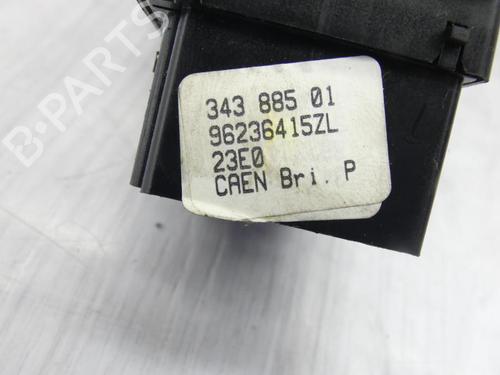 B-PARTS
343 885 01
96236415ZL
23E0
CAEN Bri. P